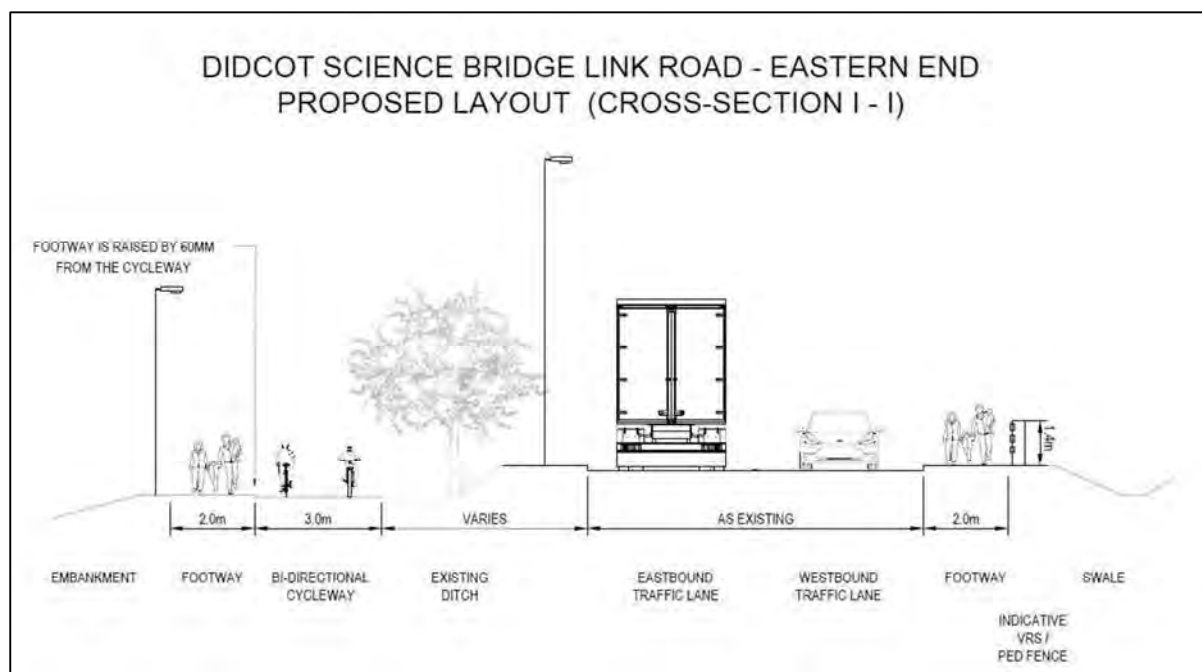 DIDCOT SCIENCE BRIDGE LINK ROAD - EASTERN END
PROPOSED LAYOUT (CROSS-SECTION I - I)
FOOTWAY IS RAISED BY 60MM
FROM THE CYCLEWAY
1.4m
2.0m
3.0m
VARIES
AS EXISTING
2.0m
EMBANKMENT
FOOTWAY
BI-DIRECTIONAL
CYCLEWAY
EXISTING
DITCH
EASTBOUND
TRAFFIC LANE
WESTBOUND
TRAFFIC LANE
FOOTWAY
SWALE
INDICATIVE
VRS /
PED FENCE